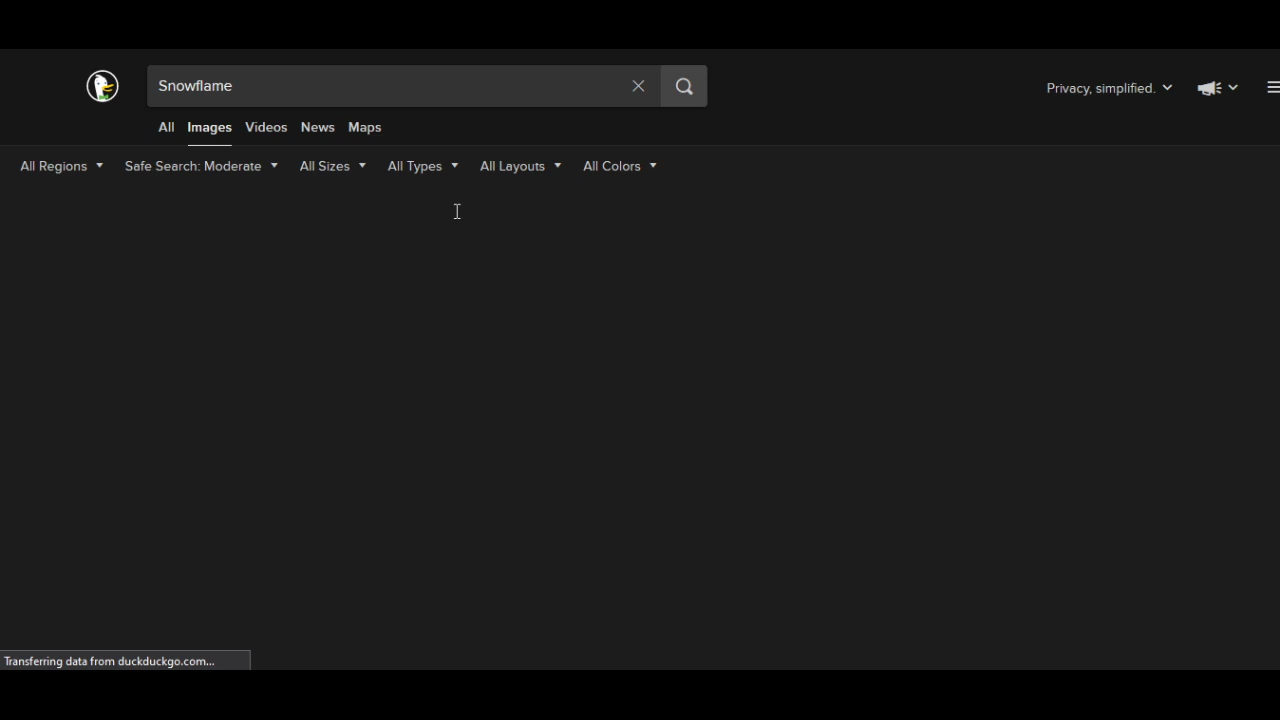 Snowflame
Privacy, simplified.
All Images Videos News Maps
All Regions Safe Search: Moderate All Sizes All Types All Layouts All Colors
Transferring data from duckduckgo.com...